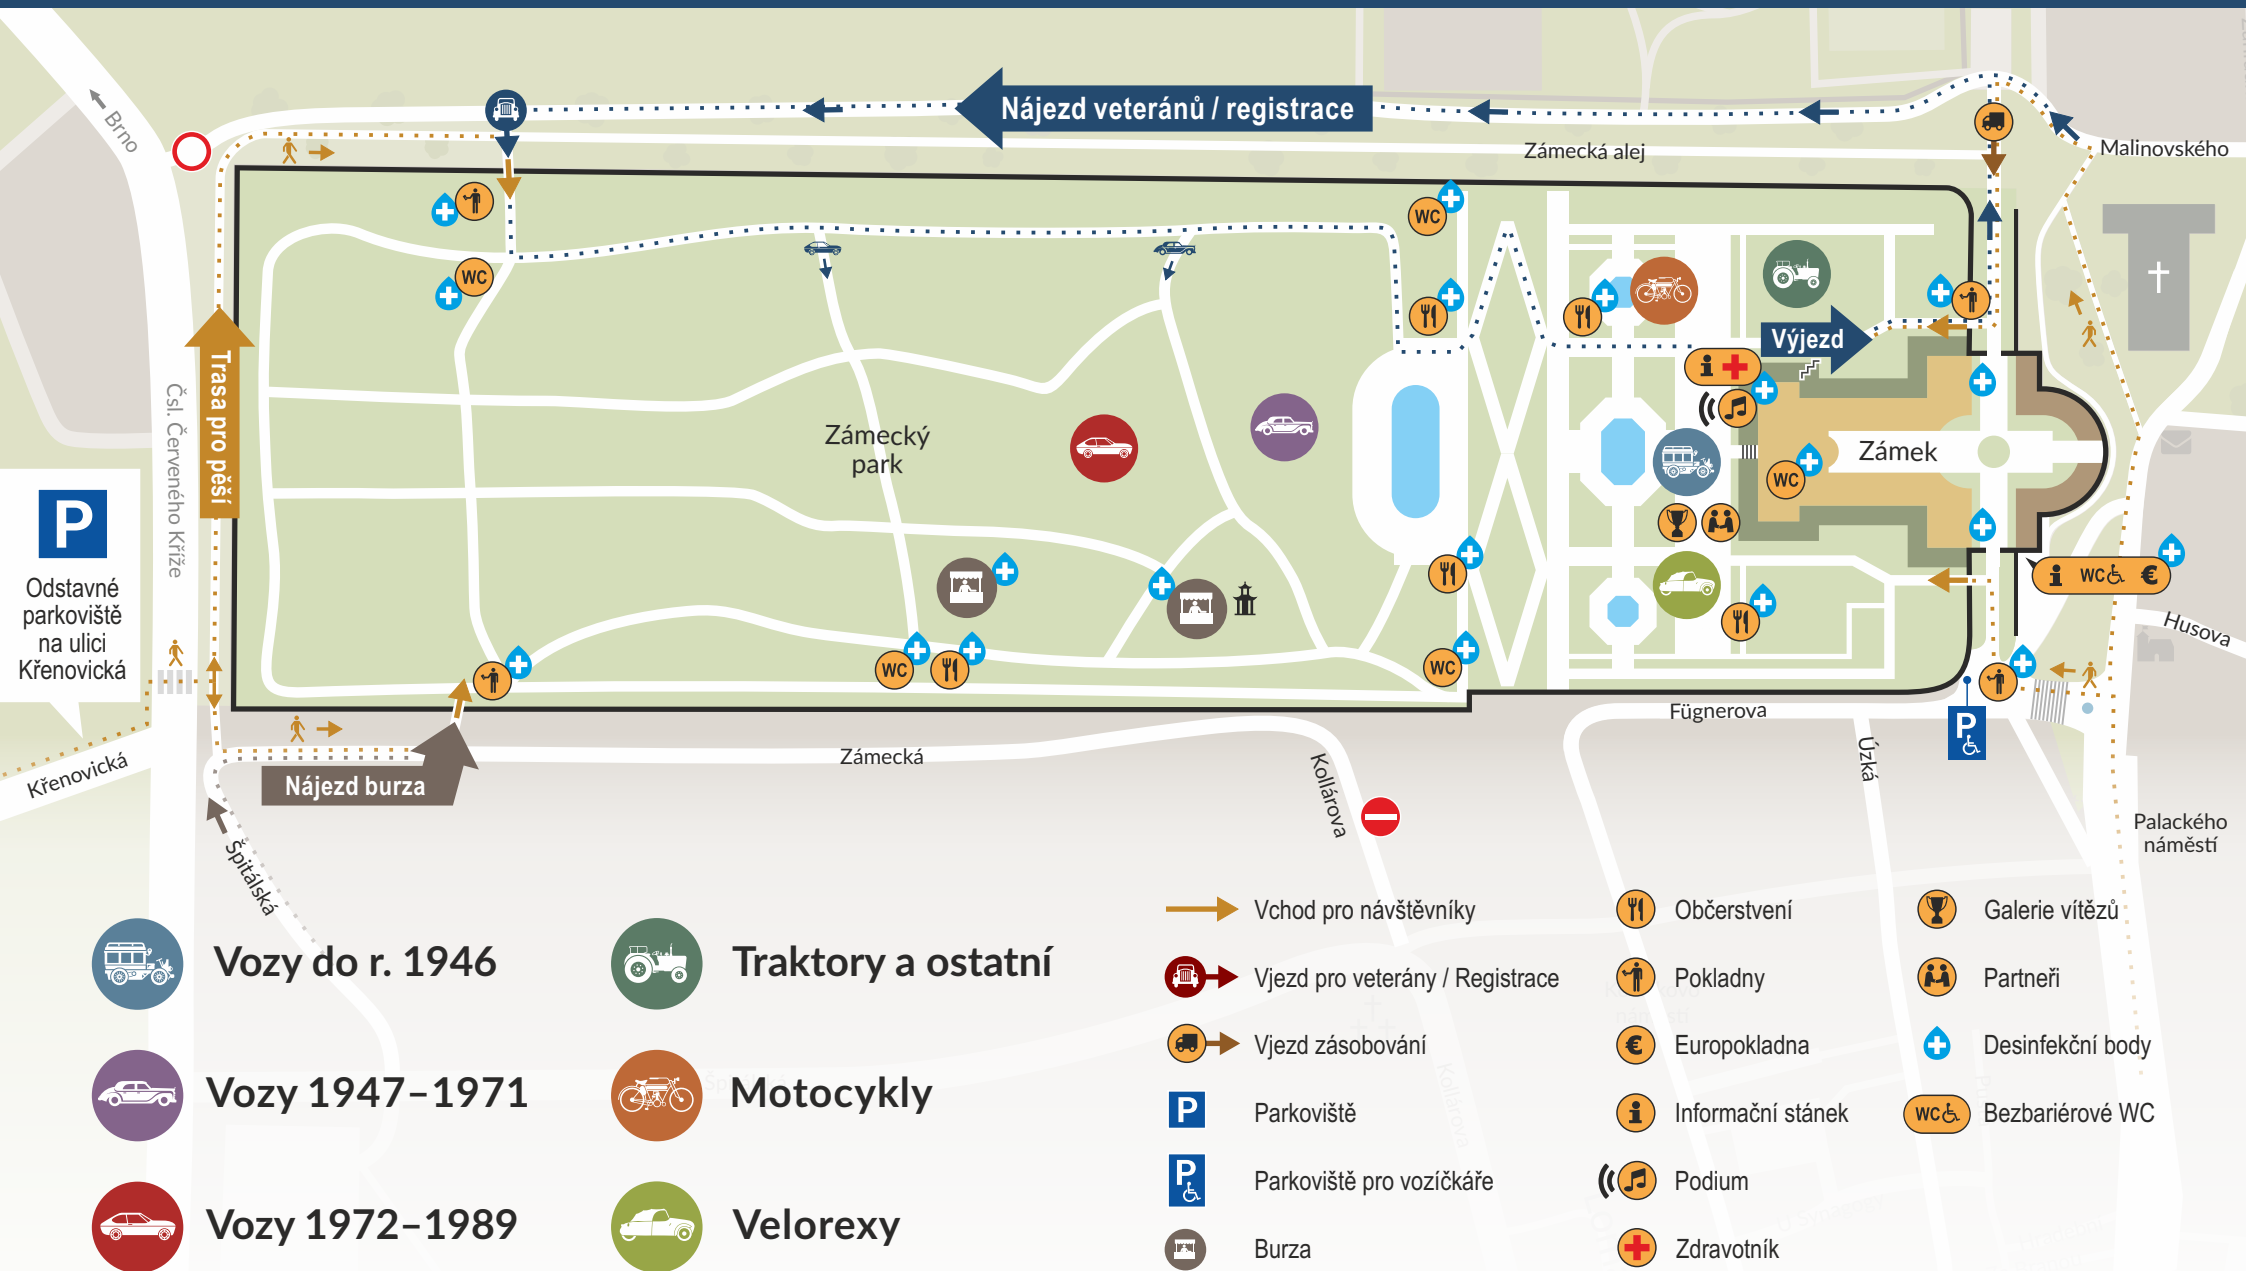 Brno
Nájezd veteránů / registrace
Zámecká alej
Malinovského
WC
WC
Výjezd
Trasa pro pěší
Čsl. Červeného Kříže
Zámecký
park
Zámek
WC
P
Odstavné
parkoviště
na ulici
Křenovická
i WC €
Husova
WC
WC
Fügnerova
P
Úzká
Zámecká
Kollárova
Křenovická
Nájezd burza
Špitálská
Palackého
náměstí
Vozy do r. 1946
Vozy 1947–1971
Vozy 1972–1989
Traktory a ostatní
Motocykly
Velorexy
Vchod pro návštěvníky
Vjezd pro veterány / Registrace
Vjezd zásobování
P Parkoviště
P Parkoviště pro vozíčkáře
Burza
Občerstvení
Pokladny
€ Europokladna
i Informační stánek
Podium
Zdravotník
Galerie vítězů
Partneři
Desinfekční body
WC Bezbariérové WC
Kollárova